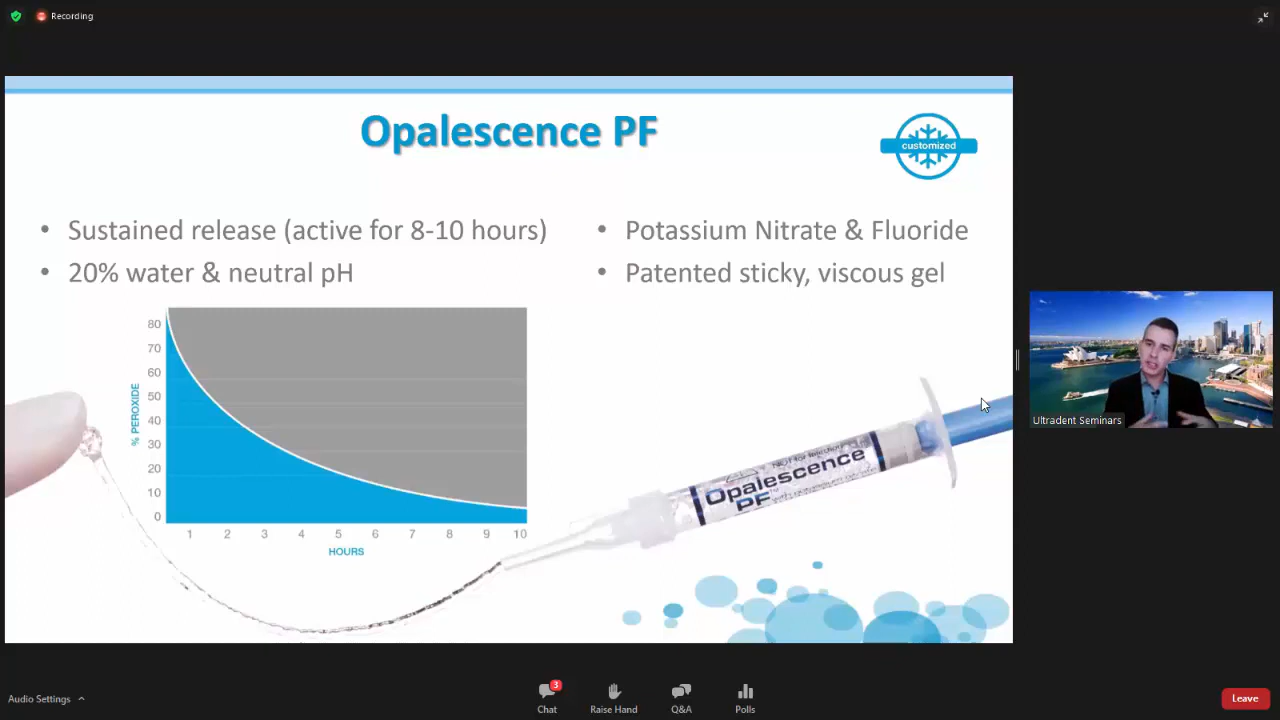 Recording
Opalescence PF
customized
• Sustained release (active for 8-10 hours)
• 20% water & neutral pH
• Potassium Nitrate & Fluoride
• Patented sticky, viscous gel
% PEROXIDE
80
70
60
50
40
30
20
10
0
1 2 3 4 5 6 7 8 9 10
HOURS
Opalescence
PF
Ultradent Seminars
Audio Settings
3
Chat
Raise Hand
Q&A
Polls
Leave